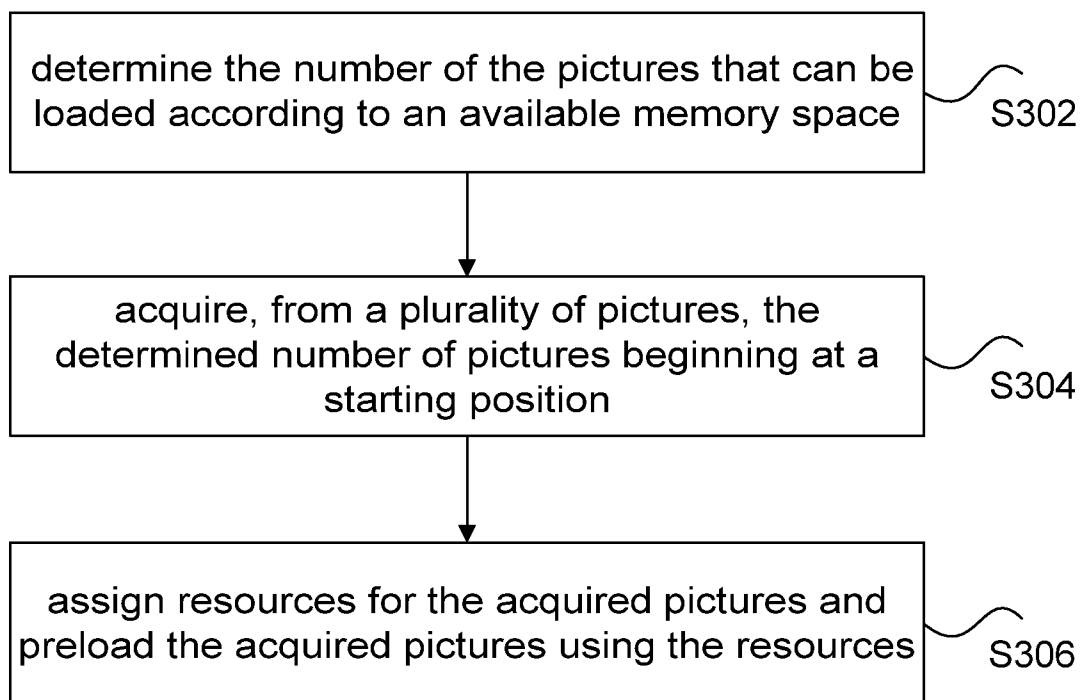 determine the number of the pictures that can be
loaded according to an available memory space
S302
acquire, from a plurality of pictures, the
determined number of pictures beginning at a
starting position
S304
assign resources for the acquired pictures and
preload the acquired pictures using the resources
S306